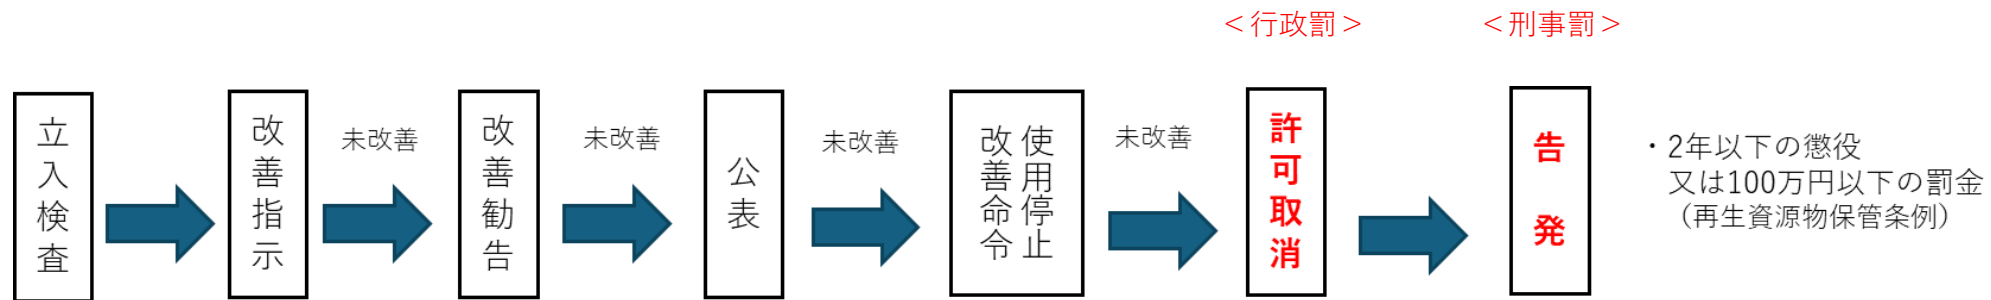 ＜行政罰＞
＜刑事罰＞
立入検査
改善指示
未改善
改善勧告
未改善
公表
未改善
使用停止
改善命令
未改善
許可取消
告発
・2年以下の懲役
又は100万円以下の罰金
（再生資源物保管条例）